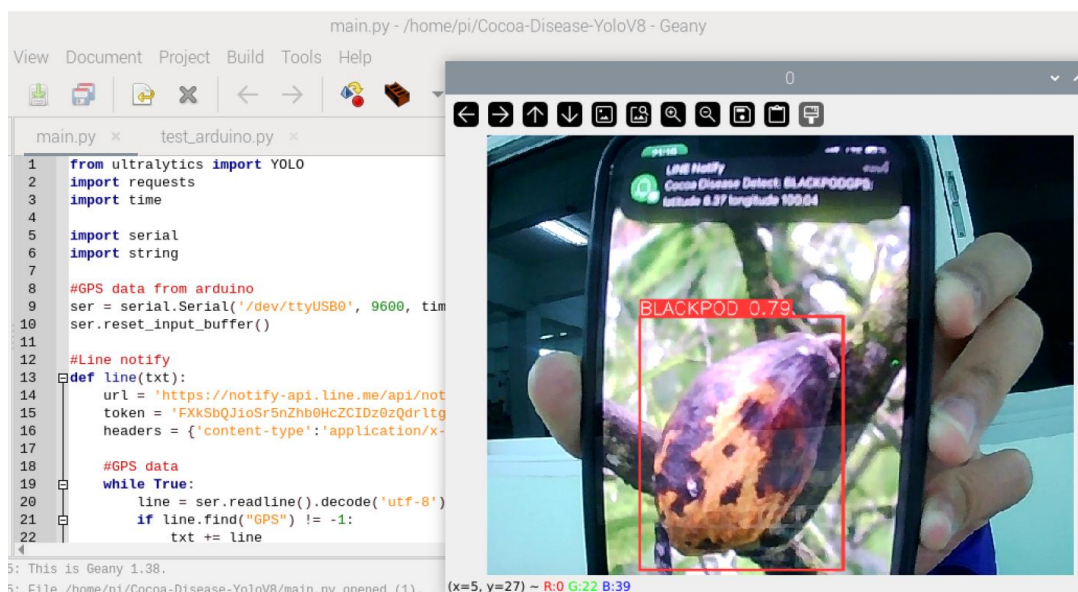 main.py - /home/pi/Cocoa-Disease-YoloV8 - Geany
View Document Project Build Tools Help
main.py × test_arduino.py ×
1 from ultralytics import YOLO
2 import requests
3 import time
4
5 import serial
6 import string
7
8 #GPS data from arduino
9 ser = serial.Serial('/dev/ttyUSB0', 9600, tim
10 ser.reset_input_buffer()
11
12 #Line notify
13 def line(txt):
14 url = 'https://notify-api.line.me/api/not
15 token = 'FXkSbQJioSr5nZhb0HcZCIDz0zQdrltg
16 headers = {'content-type':'application/x-
17
18 #GPS data
19 while True:
20 line = ser.readline().decode('utf-8')
21 if line.find("GPS") != -1:
22 txt += line
5: This is Geany 1.38.
5: File /home/pi/Cocoa-Disease-YoloV8/main.py opened (1).
0
LINE Notify
Cocoa Disease Detect: BLACKPODGPS:
latitude 6.37 longitude 100.04
BLACKPOD 0.79
(x=5, y=27) ~ R:0 G:22 B:39